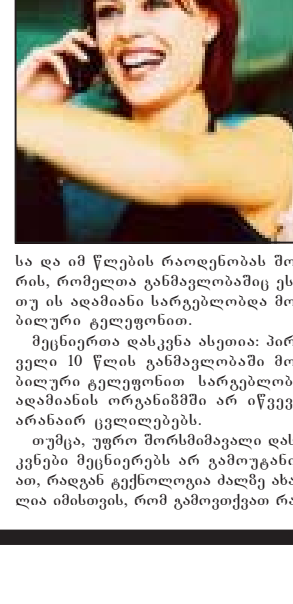 სა და იმ წლების რაოდენობას შო
რის, რომელთა განმავლობაშიც ეს
თუ ის ადამიანი სარგებლობდა მო
ბილური ტელეფონით.
მეცნიერთა დასკვნა ასეთია: პირ
ველი 10 წლის განმავლობაში მო
ბილური ტელეფონით სარგებლობ
ადამიანის ორგანიზმში არ იწვევ
არანაირ ცვლილებებს.
თუმცა, უფრო შორსმიმავალი დას
კვნები მეცნიერებს არ გამოუტანი
ათ, რადგან ტექნოლოგია ძალზე ახა
ლია იმისთვის, რომ გამოვთქვათ რა